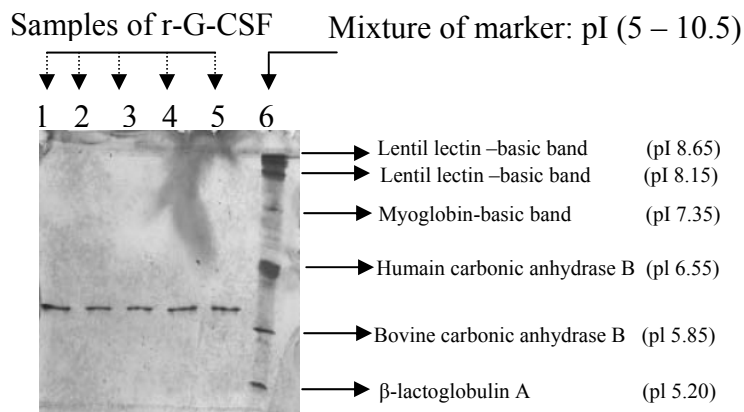 Samples of r-G-CSF
Mixture of marker: pI (5 – 10.5)
1 2 3 4 5 6
Lentil lectin –basic band (pI 8.65)
Lentil lectin –basic band (pI 8.15)
Myoglobin-basic band (pI 7.35)
Humain carbonic anhydrase B (pl 6.55)
Bovine carbonic anhydrase B (pl 5.85)
β-lactoglobulin A (pl 5.20)